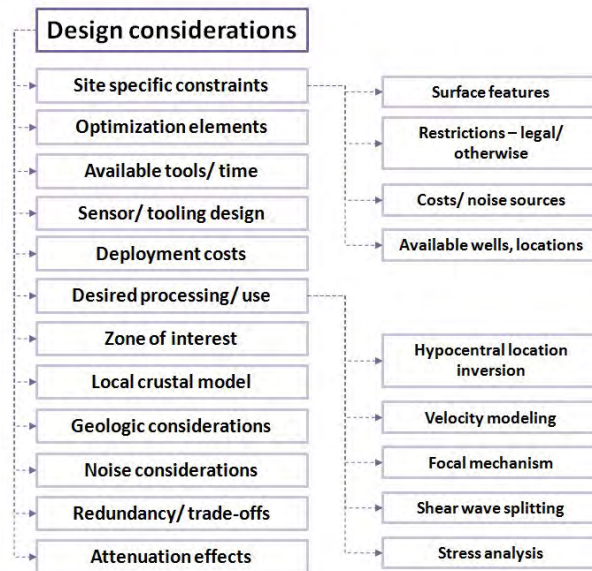 Design considerations
Site specific constraints
Optimization elements
Available tools/ time
Sensor/ tooling design
Deployment costs
Desired processing/ use
Zone of interest
Local crustal model
Geologic considerations
Noise considerations
Redundancy/ trade-offs
Attenuation effects
Surface features
Restrictions – legal/
otherwise
Costs/ noise sources
Available wells, locations
Hypocentral location
inversion
Velocity modeling
Focal mechanism
Shear wave splitting
Stress analysis